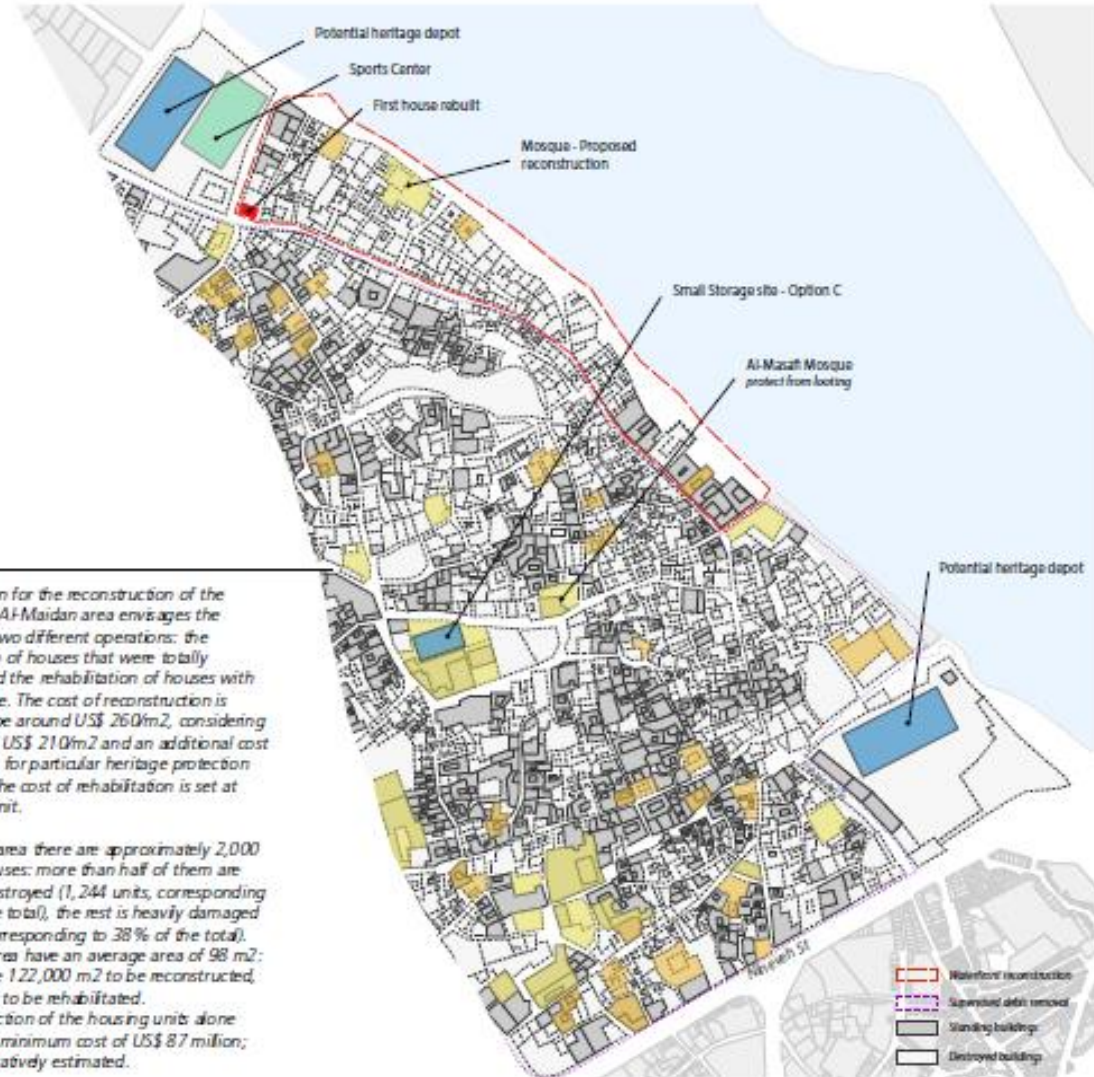 Potential heritage depot
Sports Center
First house rebuilt
Mosque - Proposed
reconstruction
Small Storage site - Option C
Al-Masafi Mosque
protect from looting
Potential heritage depot
n for the reconstruction of the
Al-Maidan area envisages the
wo different operations: the
n of houses that were totally
d the rehabilitation of houses with
e. The cost of reconstruction is
be around US$ 260/m2, considering
US$ 210/m2 and an additional cost
for particular heritage protection
he cost of rehabilitation is set at
nit.
area there are approximately 2,000
uses: more than half of them are
stroyed (1,244 units, corresponding
e total), the rest is heavily damaged
rresponding to 38% of the total).
rea have an average area of 98 m2:
e 122,000 m2 to be reconstructed,
to be rehabilitated.
ction of the housing units alone
minimum cost of US$ 87 million;
atively estimated.
Nineveh St
Waterfront reconstruction
Supervised debris removal
Standing buildings
Destroyed buildings